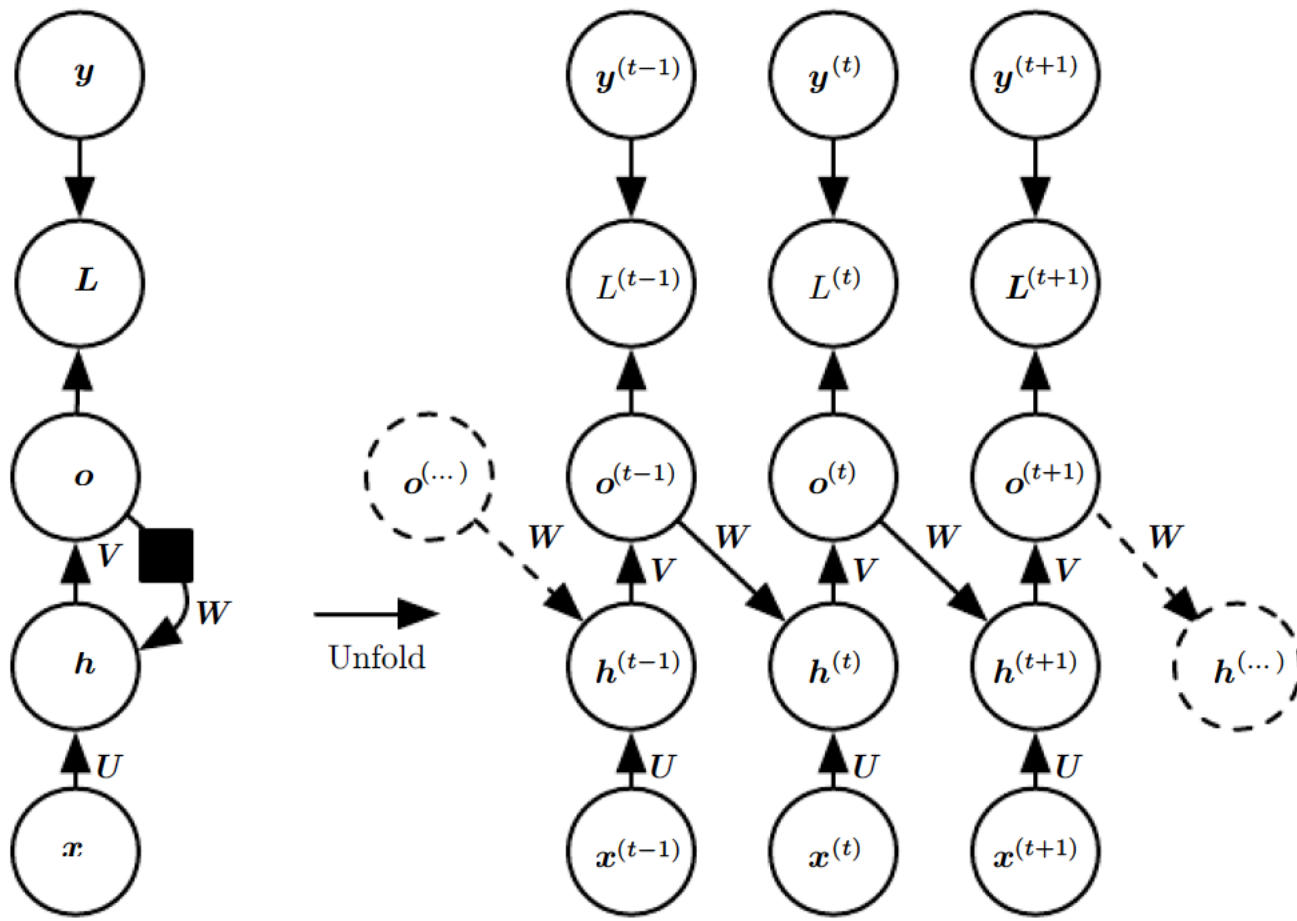 y y^(t−1) y^(t) y^(t+1)
L L^(t−1) L^(t) L^(t+1)
o o^(...) o^(t−1) o^(t) o^(t+1)
W W W W
V V V V
W
Unfold
h h^(t−1) h^(t) h^(t+1) h^(...)
U U U U
x x^(t−1) x^(t) x^(t+1)